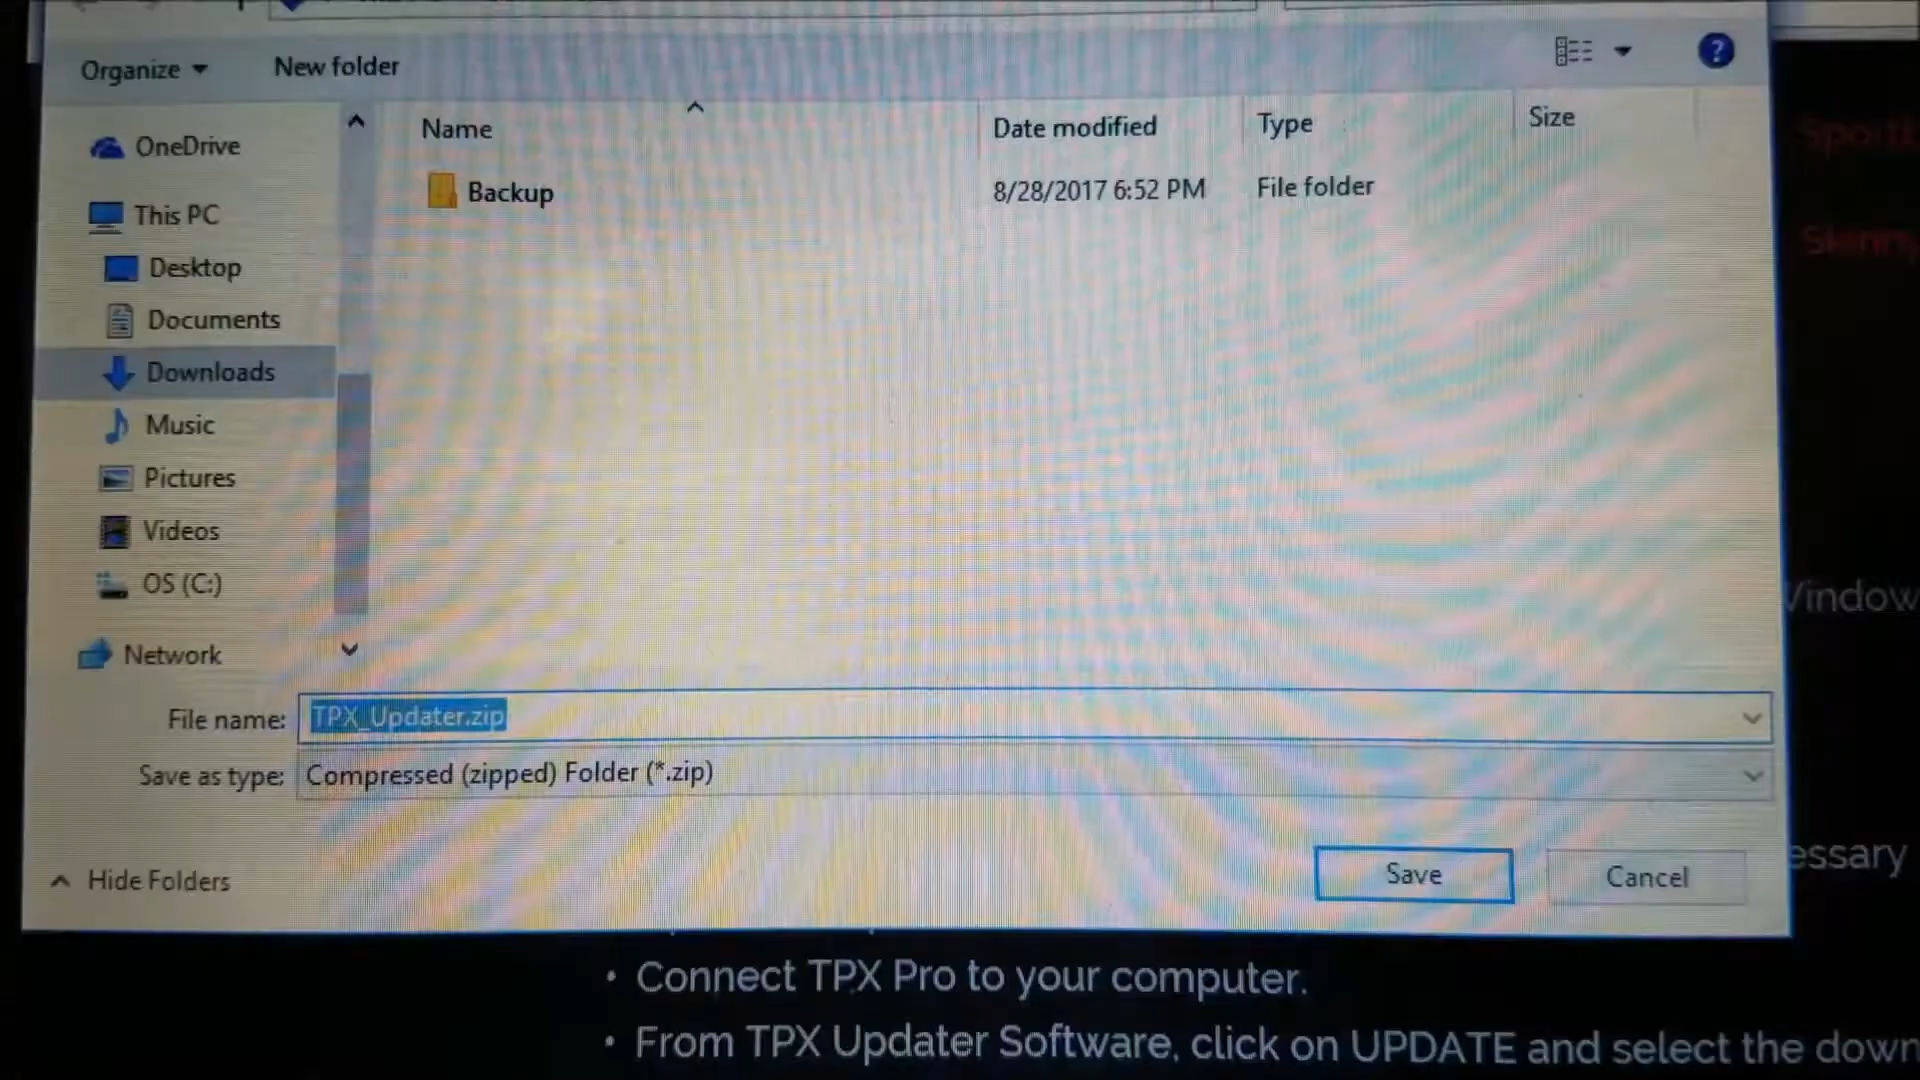 Organize
New folder
Name
Date modified
Type
Size
OneDrive
Backup
8/28/2017 6:52 PM
File folder
This PC
Desktop
Documents
Downloads
Music
Pictures
Videos
OS (C:)
Network
File name: TPX_Updater.zip
Save as type: Compressed (zipped) Folder (*.zip)
Hide Folders
Save
Cancel
essary
• Connect TPX Pro to your computer.
• From TPX Updater Software, click on UPDATE and select the down